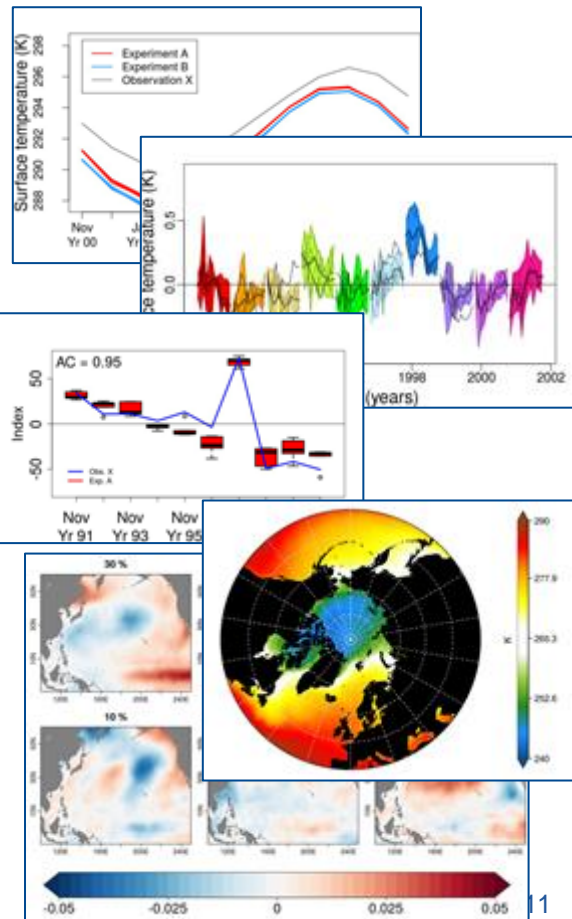 Surface temperature (K)
298
296
294
292
290
288
Experiment A
Experiment B
Observation X
Nov
Yr 00
face temperature (K)
0.5
0.0
1998
2000
2002
(years)
AC = 0.95
Index
50
0
-50
Obs. X
Exp. A
Nov
Yr 91
Nov
Yr 93
Nov
Yr 95
290
277.9
265.3
252.6
240
K
30 %
10 %
-0.05
-0.025
0
0.025
0.05
11